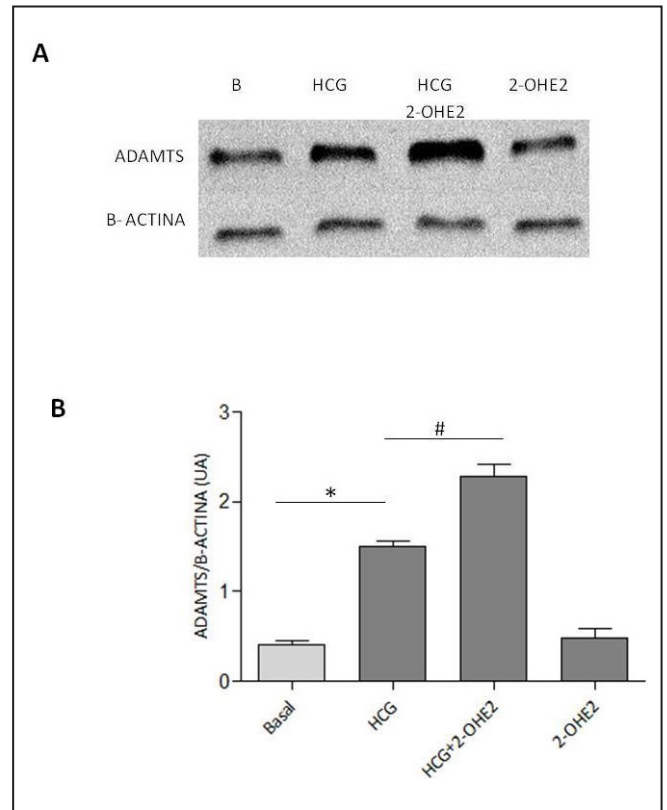 A
B HCG HCG 2-OHE2
2-OHE2
ADAMTS
B- ACTINA
B
ADAMTS/B-ACTINA (UA)
3
2
1
0
*
#
Basal
HCG
HCG+2-OHE2
2-OHE2